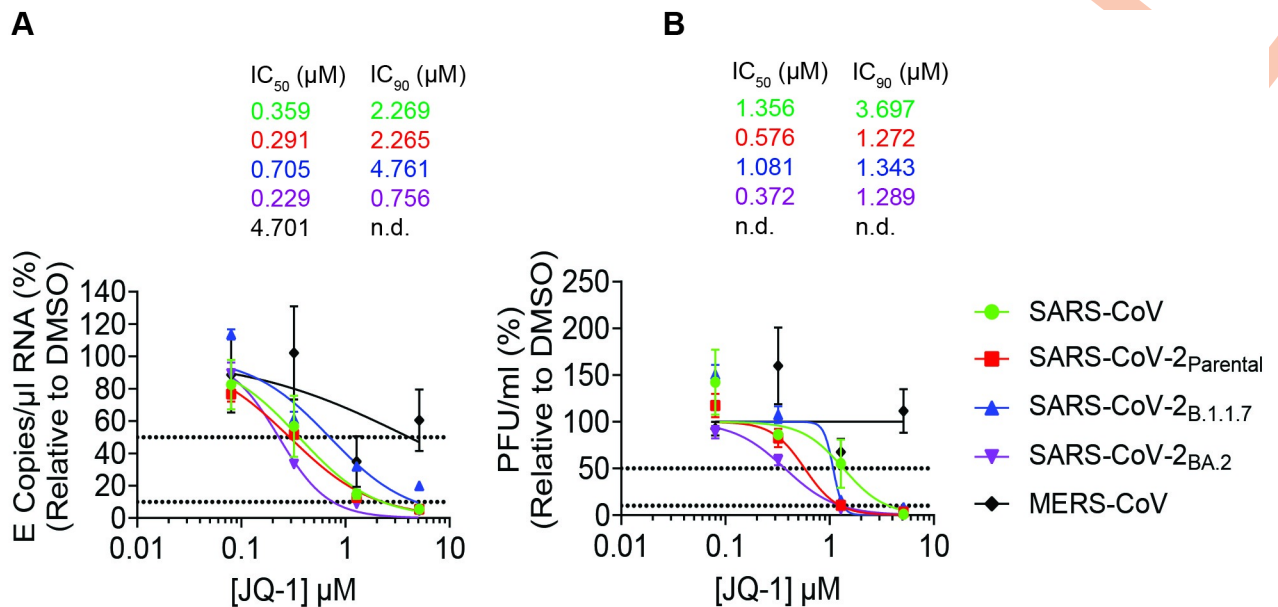 A
B
IC50 (μM) IC90 (μM)
0.359 2.269
0.291 2.265
0.705 4.761
0.229 0.756
4.701 n.d.
IC50 (μM) IC90 (μM)
1.356 3.697
0.576 1.272
1.081 1.343
0.372 1.289
n.d. n.d.
E Copies/μl RNA (%)
(Relative to DMSO)
140
120
100
80
60
40
20
0
0.01 0.1 1 10
[JQ-1] μM
PFU/ml (%)
(Relative to DMSO)
250
200
150
100
50
0
0.01 0.1 1 10
[JQ-1] μM
SARS-CoV
SARS-CoV-2Parental
SARS-CoV-2B.1.1.7
SARS-CoV-2BA.2
MERS-CoV